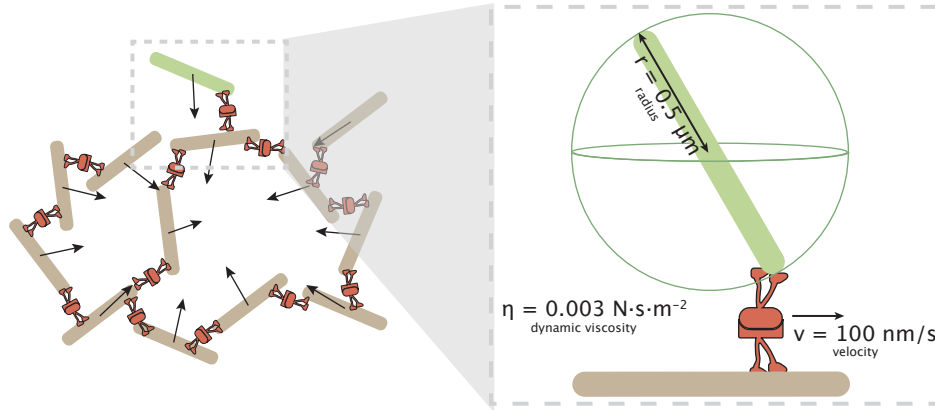 r = 0.5 μm
radius
η = 0.003 N·s·m⁻²
dynamic viscosity
v = 100 nm/s
velocity